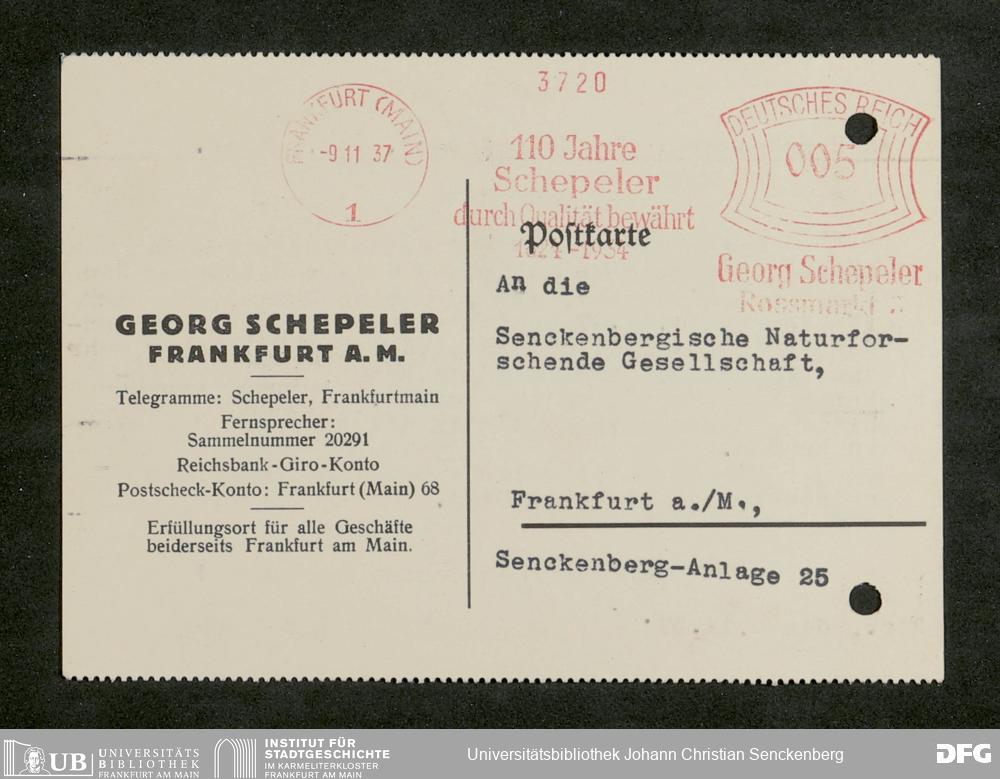 3720
FRANKFURT (MAIN)
-9 11 37
1
110 Jahre
Schepeler
durch Qualität bewährt
1824-1934
DEUTSCHES REICH
005
Georg Schepeler
Rossmarkt
Postkarte
An die
Senckenbergische Naturfor-
schende Gesellschaft,
Frankfurt a./M.,
Senckenberg-Anlage 25
GEORG SCHEPELER
FRANKFURT A. M.
Telegramme: Schepeler, Frankfurtmain
Fernsprecher:
Sammelnummer 20291
Reichsbank-Giro-Konto
Postscheck-Konto: Frankfurt (Main) 68
Erfüllungsort für alle Geschäfte
beiderseits Frankfurt am Main.
UB
UNIVERSITÄTS
BIBLIOTHEK
FRANKFURT AM MAIN
INSTITUT FÜR
STADTGESCHICHTE
IM KARMELITERKLOSTER
FRANKFURT AM MAIN
Universitätsbibliothek Johann Christian Senckenberg
DFG